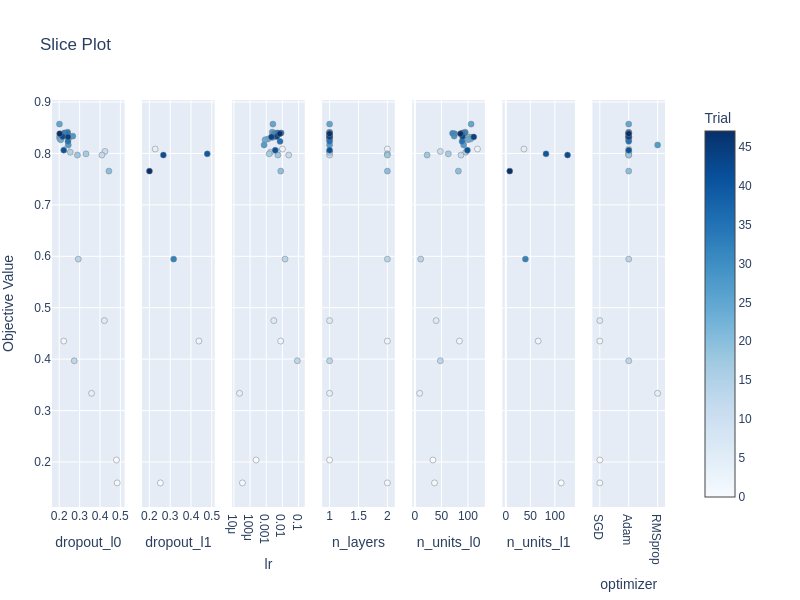 Slice Plot
Trial
Objective Value
0.9
0.8
0.7
0.6
0.5
0.4
0.3
0.2
0.2 0.3 0.4 0.5
dropout_l0
0.2 0.3 0.4 0.5
dropout_l1
10μ 100μ 0.001 0.01 0.1
lr
1 1.5 2
n_layers
0 50 100
n_units_l0
0 50 100
n_units_l1
SGD Adam RMSprop
optimizer
45
40
35
30
25
20
15
10
5
0